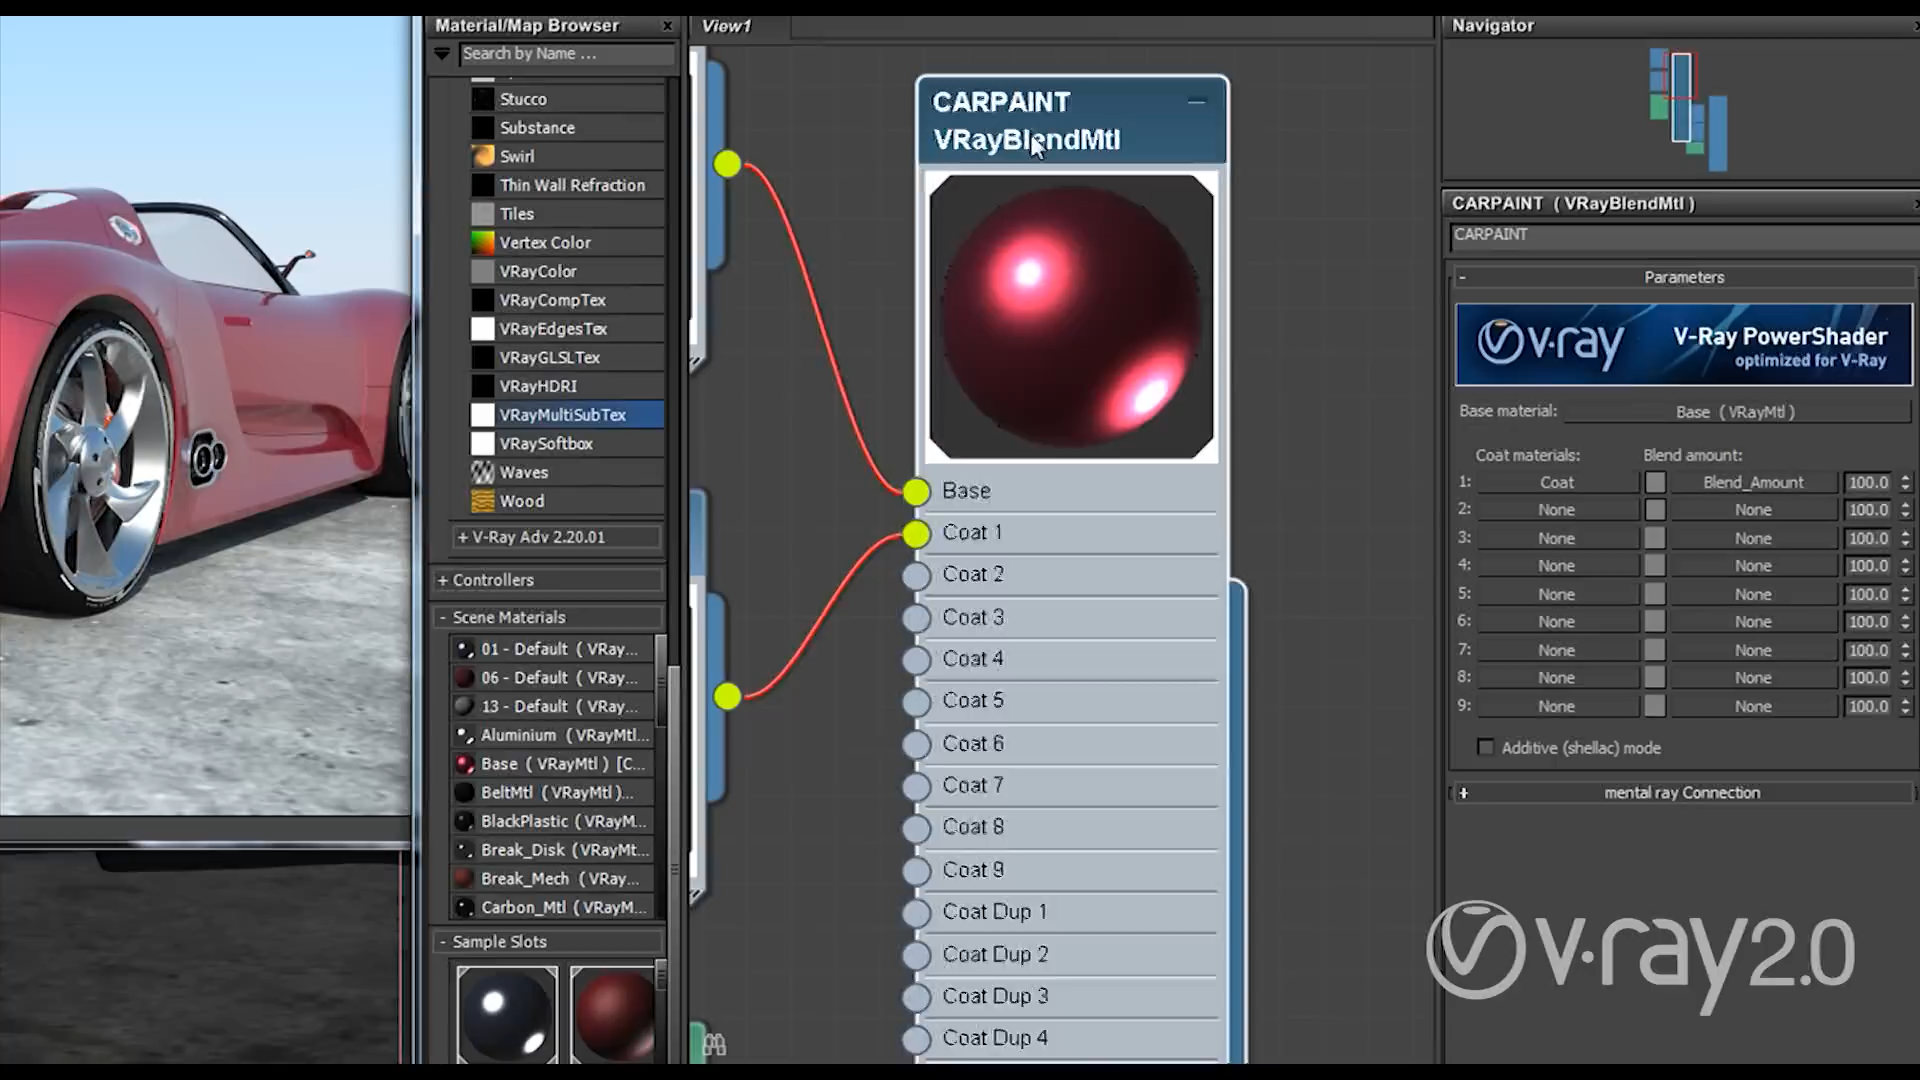 Material/Map Browser
x
Search by Name ...
Stucco
Substance
Swirl
Thin Wall Refraction
Tiles
Vertex Color
VRayColor
VRayCompTex
VRayEdgesTex
VRayGLSLTex
VRayHDRI
VRayMultiSubTex
VRaySoftbox
Waves
Wood
+ V-Ray Adv 2.20.01
+ Controllers
- Scene Materials
01 - Default ( VRay...
06 - Default ( VRay...
13 - Default ( VRay...
Aluminium ( VRayMtl...
Base ( VRayMtl ) [C...
BeltMtl ( VRayMtl )...
BlackPlastic ( VRayM...
Break_Disk ( VRayMt...
Break_Mech ( VRay...
Carbon_Mtl ( VRayM...
- Sample Slots
View1
CARPAINT
VRayBlendMtl
Base
Coat 1
Coat 2
Coat 3
Coat 4
Coat 5
Coat 6
Coat 7
Coat 8
Coat 9
Coat Dup 1
Coat Dup 2
Coat Dup 3
Coat Dup 4
Navigator
CARPAINT ( VRayBlendMtl )
CARPAINT
- Parameters
v·ray V-Ray PowerShader
optimized for V-Ray
Base material: Base ( VRayMtl )
Coat materials: Blend amount:
1: Coat Blend_Amount 100.0
2: None None 100.0
3: None None 100.0
4: None None 100.0
5: None None 100.0
6: None None 100.0
7: None None 100.0
8: None None 100.0
9: None None 100.0
Additive (shellac) mode
+ mental ray Connection
v·ray2.0